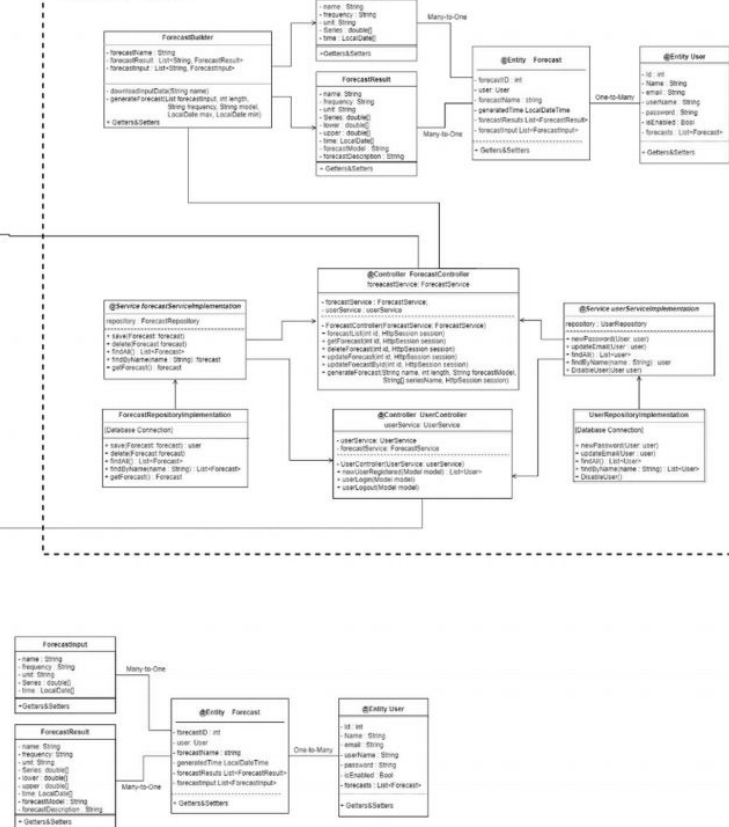 - name : String
- frequency : String
- unit: String
- Series : double[]
- time : LocalDate[]
+Getters&Setters
Many-to-One
ForecastBuilder
- forecastName : String
- forecastResult : List<String, ForecastResult>
- forecastInput : List<String, ForecastInput>
- downloadInputData(String name)
- generateForecast(List forecastInput, int length,
String frequency, String model,
LocalDate max, LocalDate min)
+ Getters&Setters
ForecastResult
- name: String
- frequency: String
- unit: String
- Series: double[]
- lower : double[]
- upper : double[]
- time: LocalDate[]
- forecastModel : String
- forecastDescription : String
+ Getters&Setters
Many-to-One
@Entity Forecast
- forecastID : int
- user: User
- forecastName : string
- generatedTime LocalDateTime
- forecastResults List<ForecastResult>
- forecastInput List<ForecastInput>
+ Getters&Settters
One-to-Many
@Entity User
- Id : int
- Name : String
- email : String
- userName : String
- password : String
- isEnabled : Bool
- forecasts : List<Forecast>
+ Getters&Setters
@Controller ForecastController
foreacastService: ForecastService
- forecastService : ForecastService;
- userService : userService
- ForecastController(ForecastService: ForecastService)
+ forecastList(int id, HttpSession session)
+ getForecast(int id, HttpSession session)
+ deleteForecast(int id, HttpSession session)
+ updateForecast(int id, HttpSession session)
+ updateFoecastById(int id, HttpSession session)
+ generateForecast(String name, int length, String forecastModel,
String[] seriesName, HttpSession session)
@Service forecastServiceImplementation
repository : ForecastRepository
+ save(Forecast: forecast)
+ delete(Forecast forecast)
+ findAll() : List<Forecast>
+ findByName(name : String): forecast
+ getForecast() : forecast
@Service userServiceImplementation
repository : UserRepository
+ newPassword(User: user)
+ updateEmail(User : user)
+ findAll() : List<user>
+ findByName(name : String) : user
+ DisableUser(User user)
ForecastRepositoryImplementation
[Database Connection]
+ save(Forecast: forecast) : user
+ delete(Forecast forecast)
+ findAll() : List<Forecast>
+ findByName(name : String) : List<Forecast>
+ getForecast() : Forecast
@Controller UserController
userService: UserService
- userService: UserService
- forecastService : ForecastService
- UserController(UserService: userService)
+ newUserRegistered(Model model) : List<User>
+ userLogin(Model model)
+ userLogout(Model model)
UserRepositoryImplementation
[Database Connection]
+ newPassword(User: user)
+ updateEmail(User : user)
+ findAll() : List<User>
+ findByName(name : String) : List<User>
+ DisableUser()
ForecastInput
- name : String
- frequency : String
- unit: String
- Series : double[]
- time : LocalDate[]
+Getters&Setters
Many-to-One
ForecastResult
- name: String
- frequency: String
- unit: String
- Series: double[]
- lower : double[]
- upper : double[]
- time: LocalDate[]
- forecastModel : String
- forecastDescription : String
+ Getters&Setters
Many-to-One
@Entity Forecast
- forecastID : int
- user: User
- forecastName : string
- generatedTime LocalDateTime
- forecastResults List<ForecastResult>
- forecastInput List<ForecastInput>
+ Getters&Settters
One-to-Many
@Entity User
- Id : int
- Name : String
- email : String
- userName : String
- password : String
- isEnabled : Bool
- forecasts : List<Forecast>
+ Getters&Setters